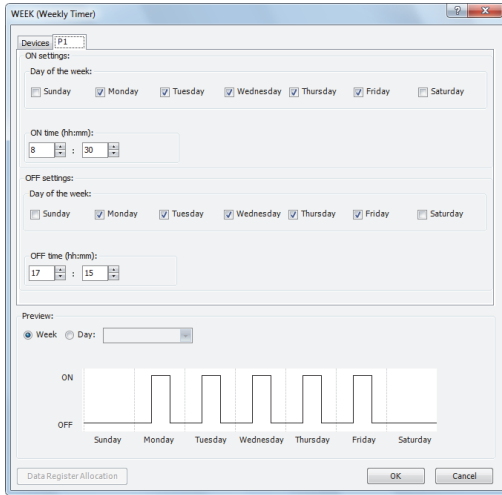 WEEK (Weekly Timer)
Devices P1
ON settings:
Day of the week:
Sunday Monday Tuesday Wednesday Thursday Friday Saturday
ON time (hh:mm):
8 : 30
OFF settings:
Day of the week:
Sunday Monday Tuesday Wednesday Thursday Friday Saturday
OFF time (hh:mm):
17 : 15
Preview:
Week Day:
ON
OFF
Sunday Monday Tuesday Wednesday Thursday Friday Saturday
Data Register Allocation OK Cancel